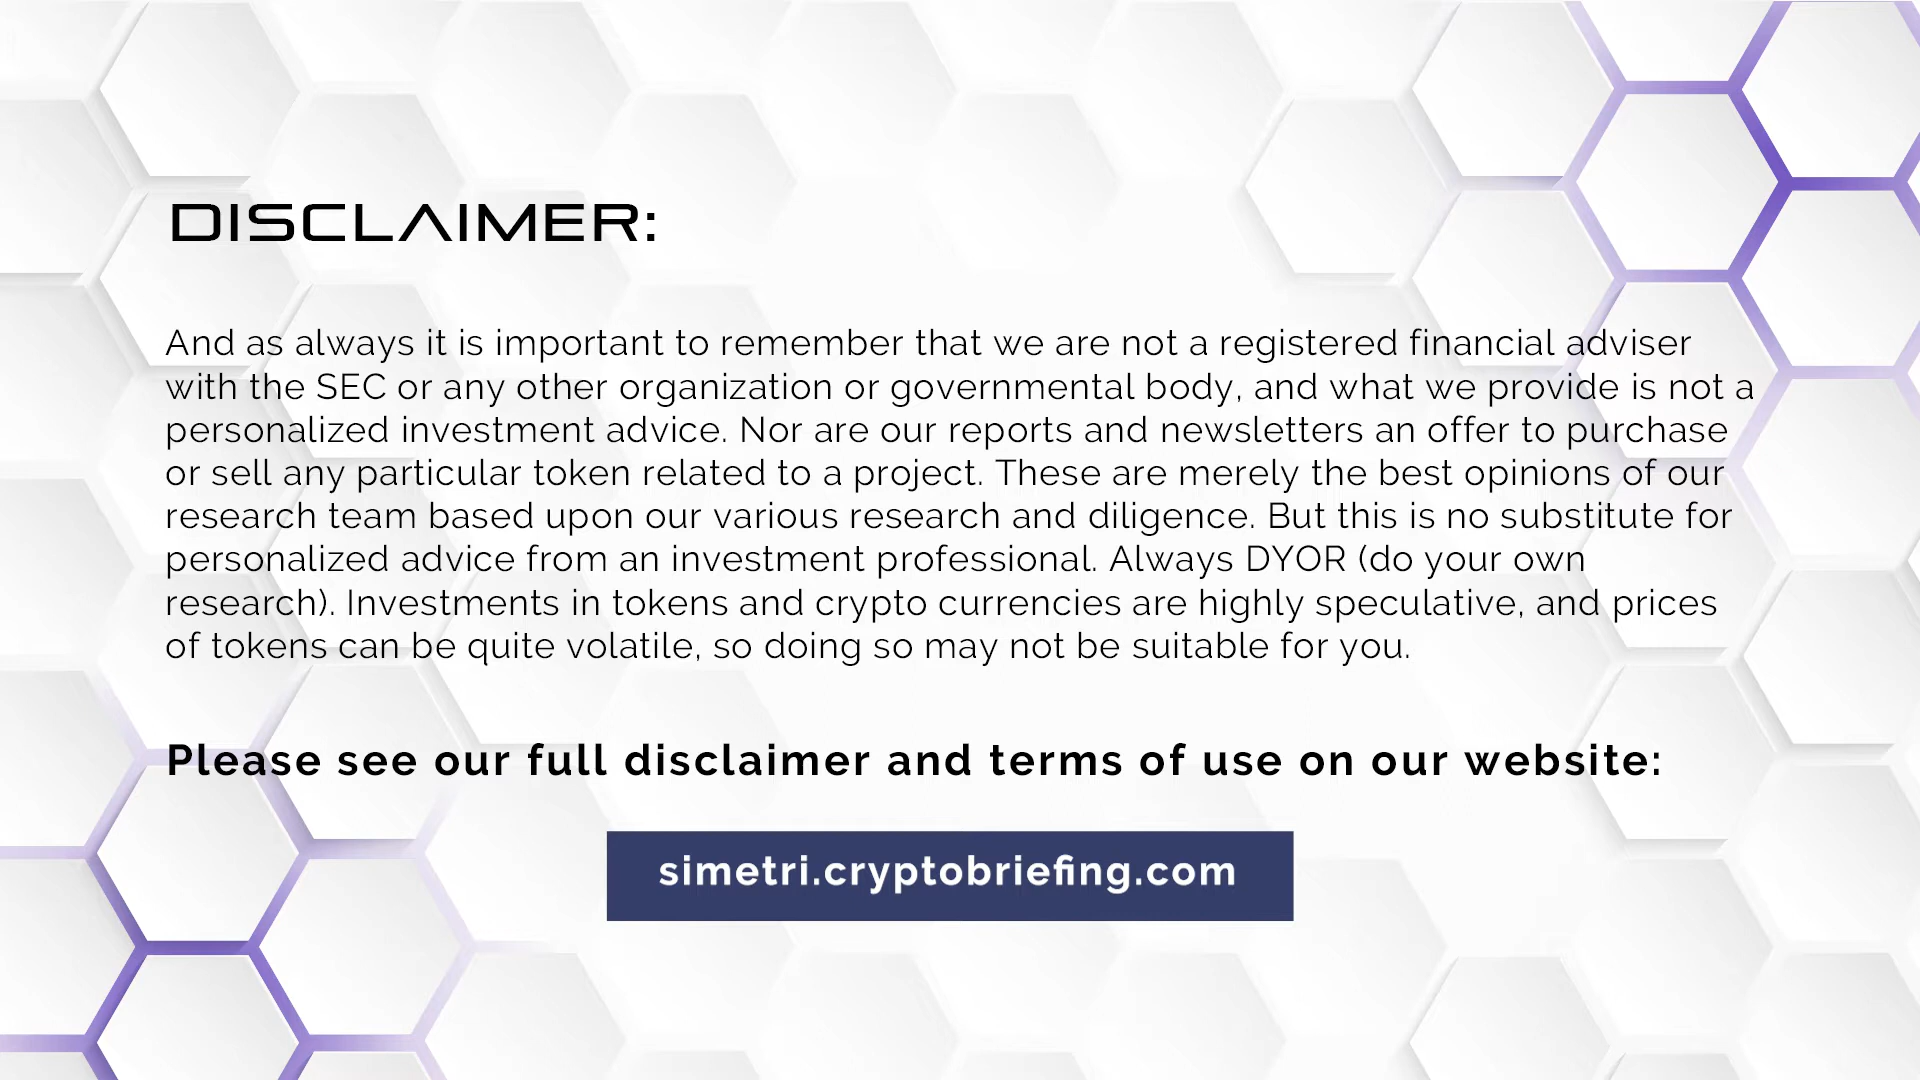 DISCLAIMER:
And as always it is important to remember that we are not a registered financial adviser
with the SEC or any other organization or governmental body, and what we provide is not a
personalized investment advice. Nor are our reports and newsletters an offer to purchase
or sell any particular token related to a project. These are merely the best opinions of our
research team based upon our various research and diligence. But this is no substitute for
personalized advice from an investment professional. Always DYOR (do your own
research). Investments in tokens and crypto currencies are highly speculative, and prices
of tokens can be quite volatile, so doing so may not be suitable for you.
Please see our full disclaimer and terms of use on our website:
simetri.cryptobriefing.com